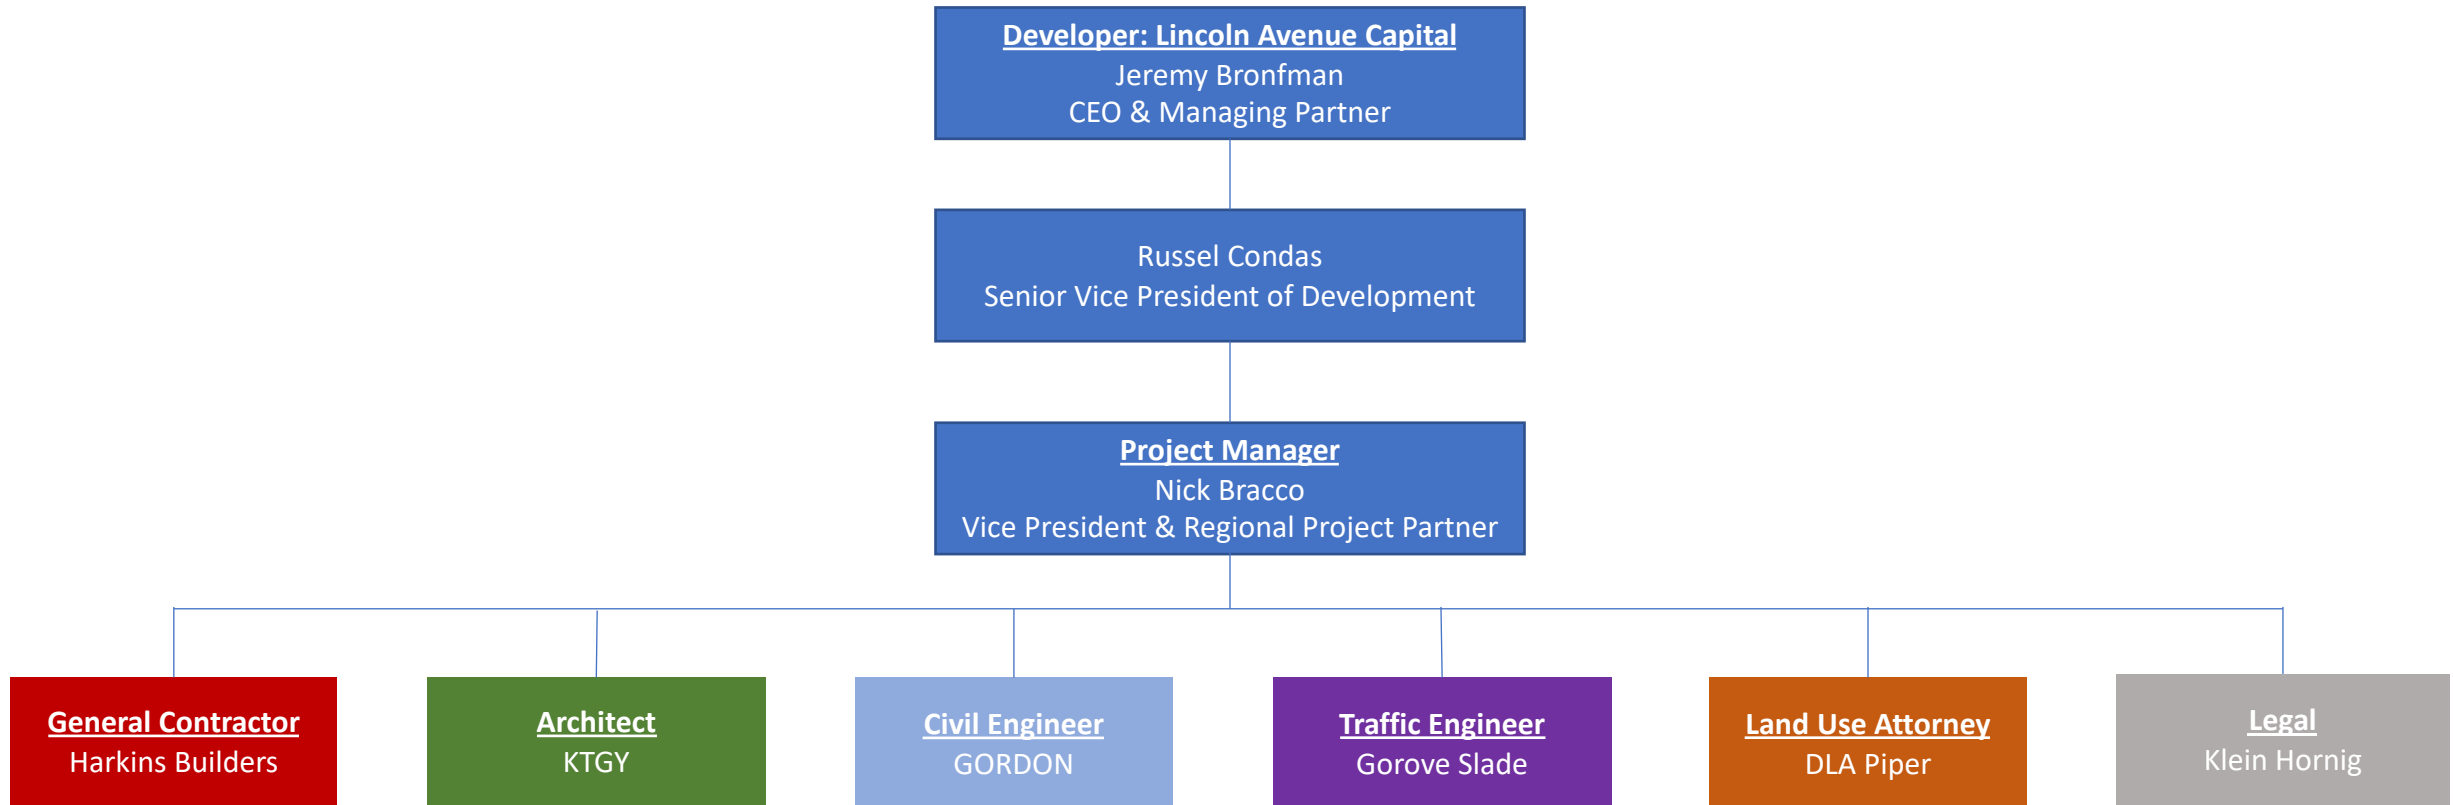 Developer: Lincoln Avenue Capital
Jeremy Bronfman
CEO & Managing Partner
Russel Condas
Senior Vice President of Development
Project Manager
Nick Bracco
Vice President & Regional Project Partner
General Contractor
Harkins Builders
Architect
KTGY
Civil Engineer
GORDON
Traffic Engineer
Gorove Slade
Land Use Attorney
DLA Piper
Legal
Klein Hornig